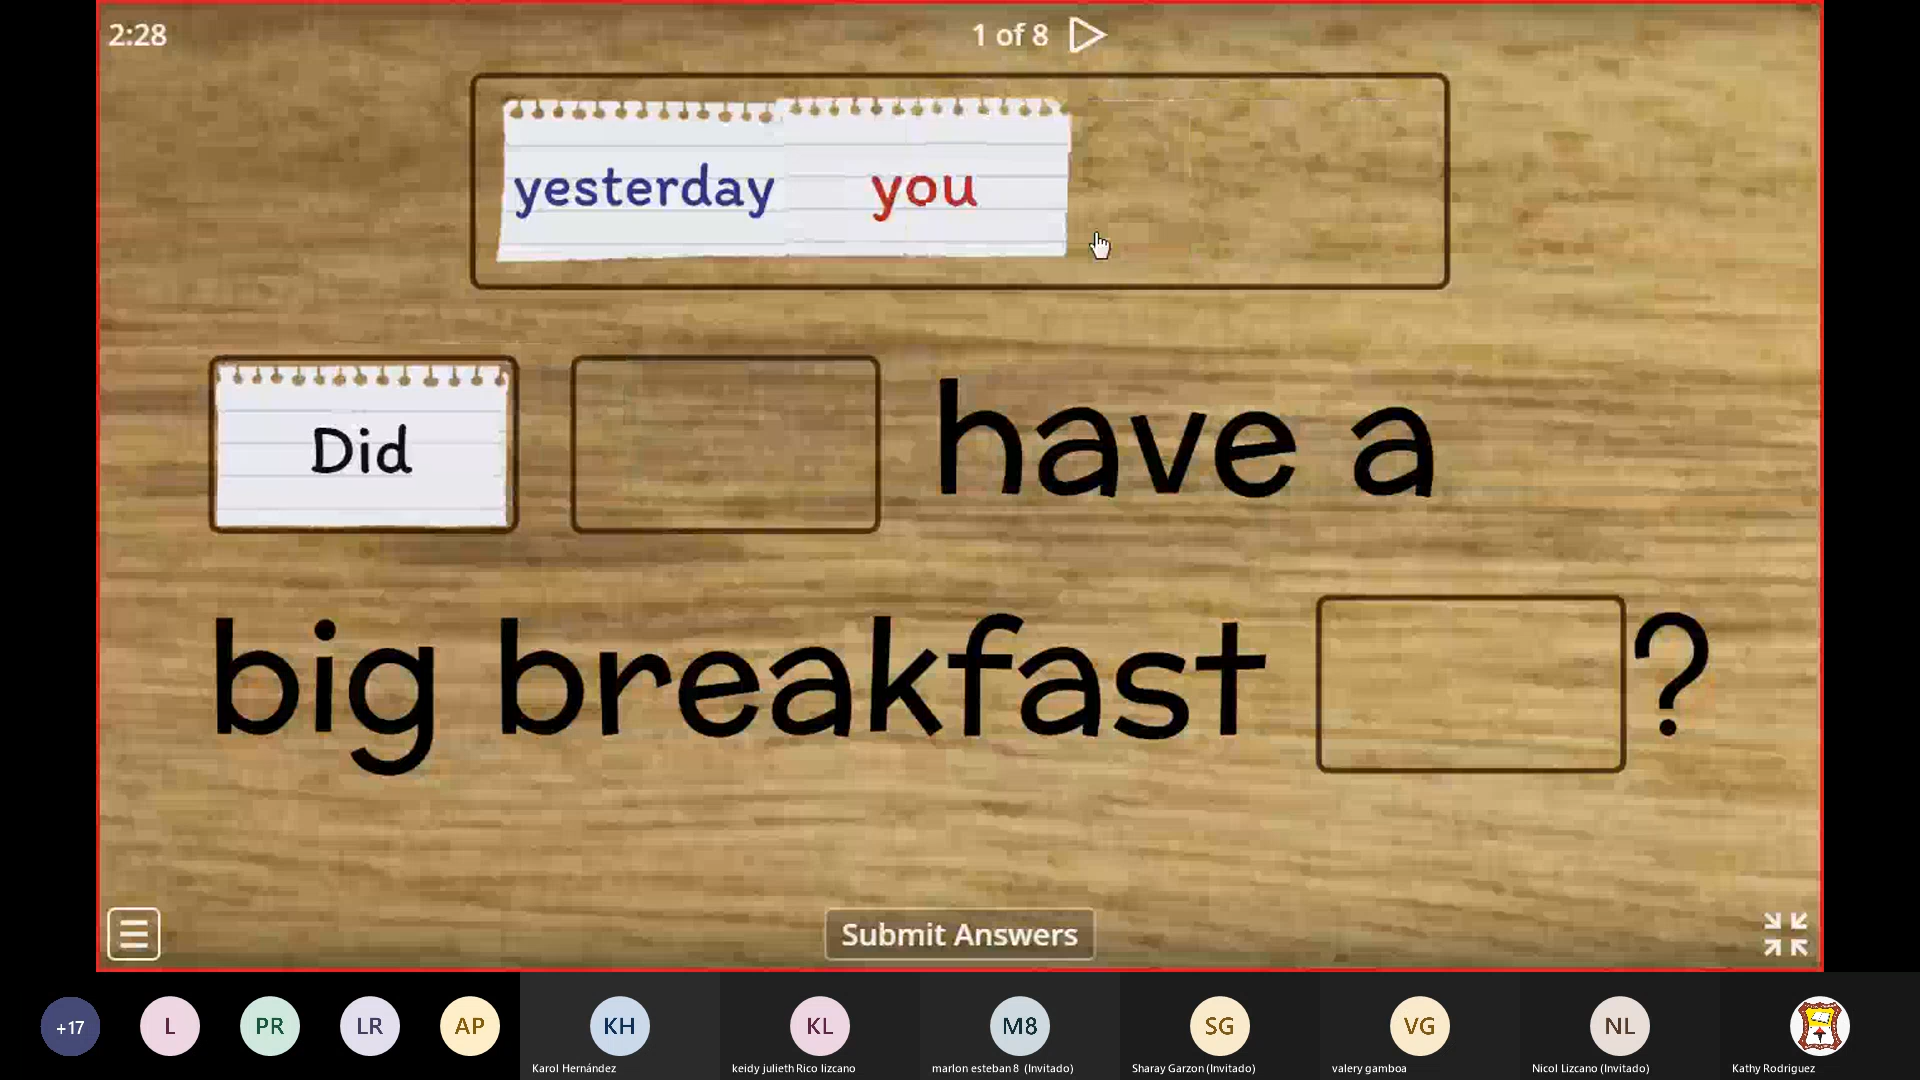 2:28
1 of 8
yesterday you
Did have a
big breakfast ?
Submit Answers
+17 L PR LR AP KH KL M8 SG VG NL
Karol Hernández keidy julieth Rico lizcano marlon esteban 8 (Invitado) Sharay Garzon (Invitado) valery gamboa Nicol Lizcano (Invitado) Kathy Rodriguez